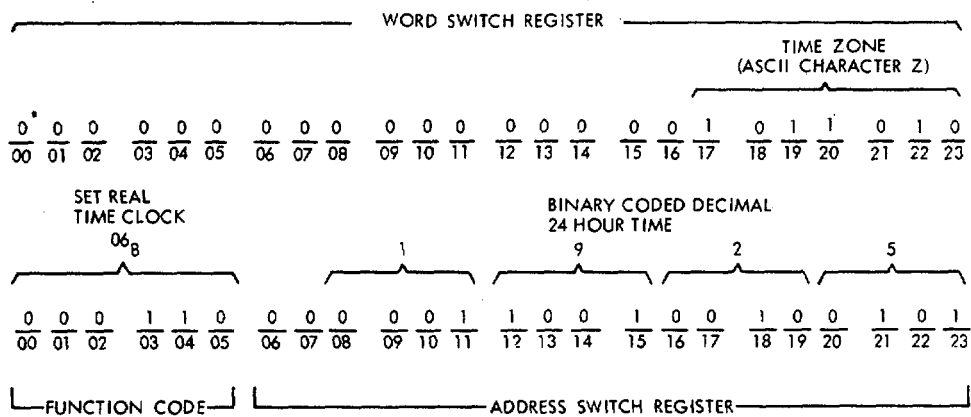 WORD SWITCH REGISTER
TIME ZONE
(ASCII CHARACTER Z)
0* 0 0 0 0 0 0 0 0 0 0 0 0 0 0 0 0 1 0 1 1 0 1 0
00 01 02 03 04 05 06 07 08 09 10 11 12 13 14 15 16 17 18 19 20 21 22 23
SET REAL
TIME CLOCK
06B
BINARY CODED DECIMAL
24 HOUR TIME
1 9 2 5
0 0 0 1 1 0 0 0 0 0 0 1 1 0 0 1 0 0 1 0 0 1 0 1
00 01 02 03 04 05 06 07 08 09 10 11 12 13 14 15 16 17 18 19 20 21 22 23
FUNCTION CODE ADDRESS SWITCH REGISTER